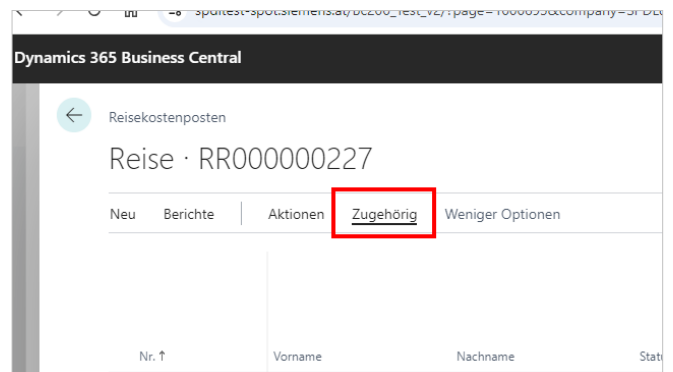 Dynamics 365 Business Central
Reisekostenposten
Reise · RR000000227
Neu Berichte Aktionen Zugehörig Weniger Optionen
Nr. ↑ Vorname Nachname